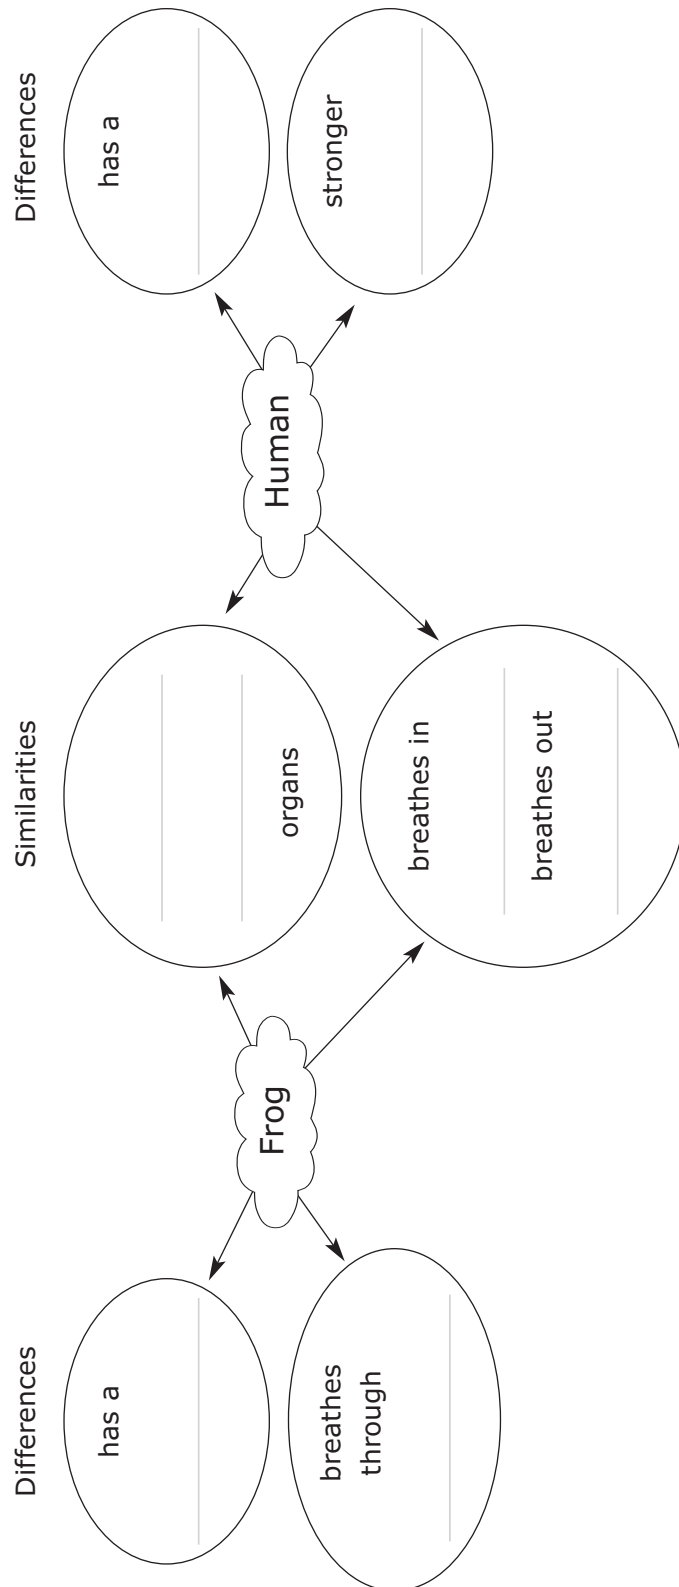 Differences
Similarities
Differences
has a
breathes
through
Frog
organs
breathes in
breathes out
Human
has a
stronger